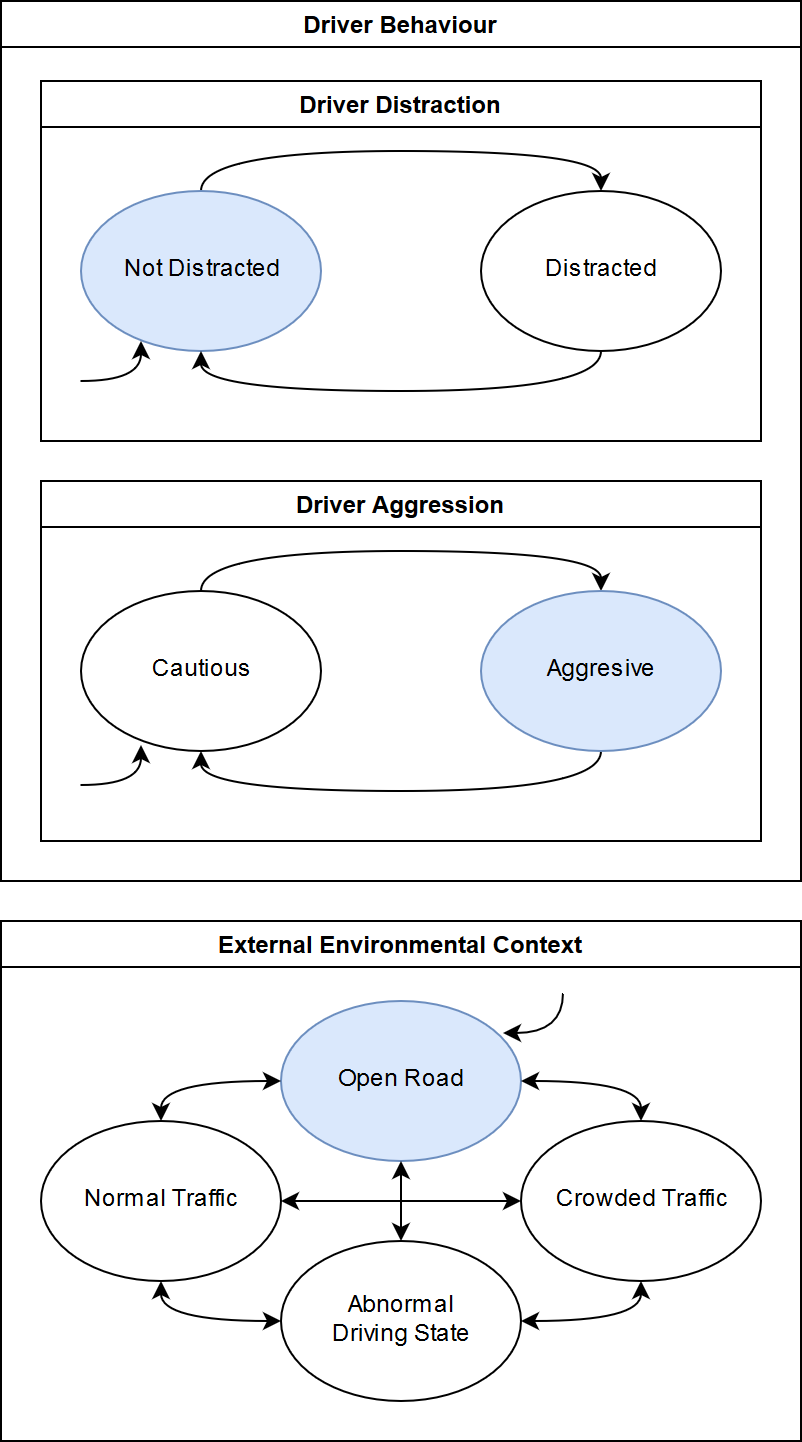 Driver Behaviour
Driver Distraction
Not Distracted
Distracted
Driver Aggression
Cautious
Aggresive
External Environmental Context
Open Road
Normal Traffic
Crowded Traffic
Abnormal
Driving State